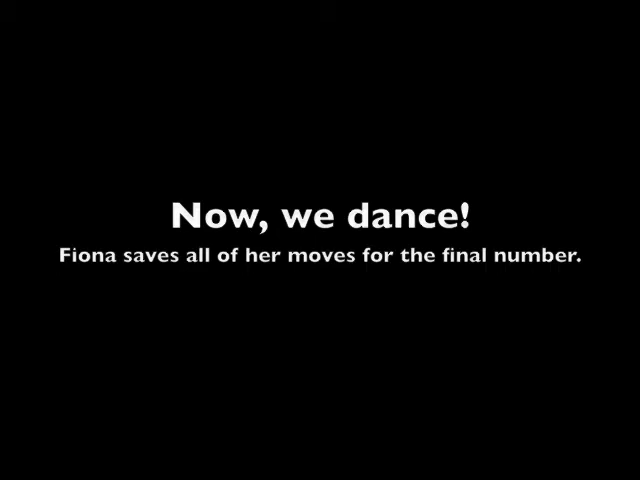 Now, we dance!
Fiona saves all of her moves for the final number.